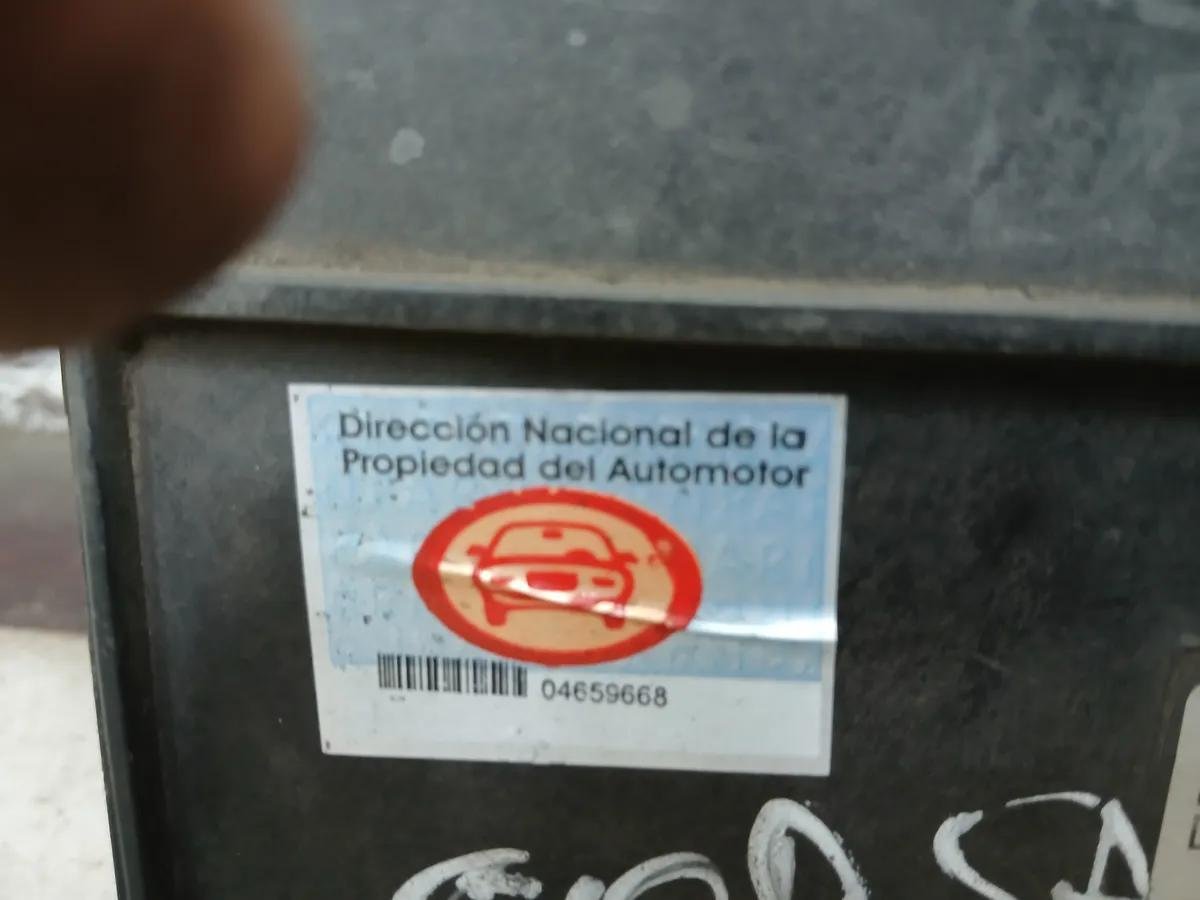 Dirección Nacional de la
Propiedad del Automotor
04659668